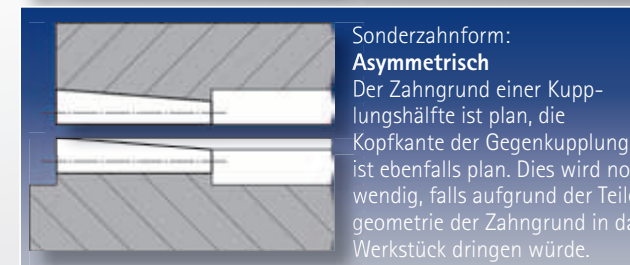 Sonderzahnform:
Asymmetrisch
Der Zahngrund einer Kupp-
lungshälfte ist plan, die
Kopfkante der Gegenkupplung
ist ebenfalls plan. Dies wird
wendig, falls aufgrund der
geometrie der Zahngrund in
Werkstück dringen würde.